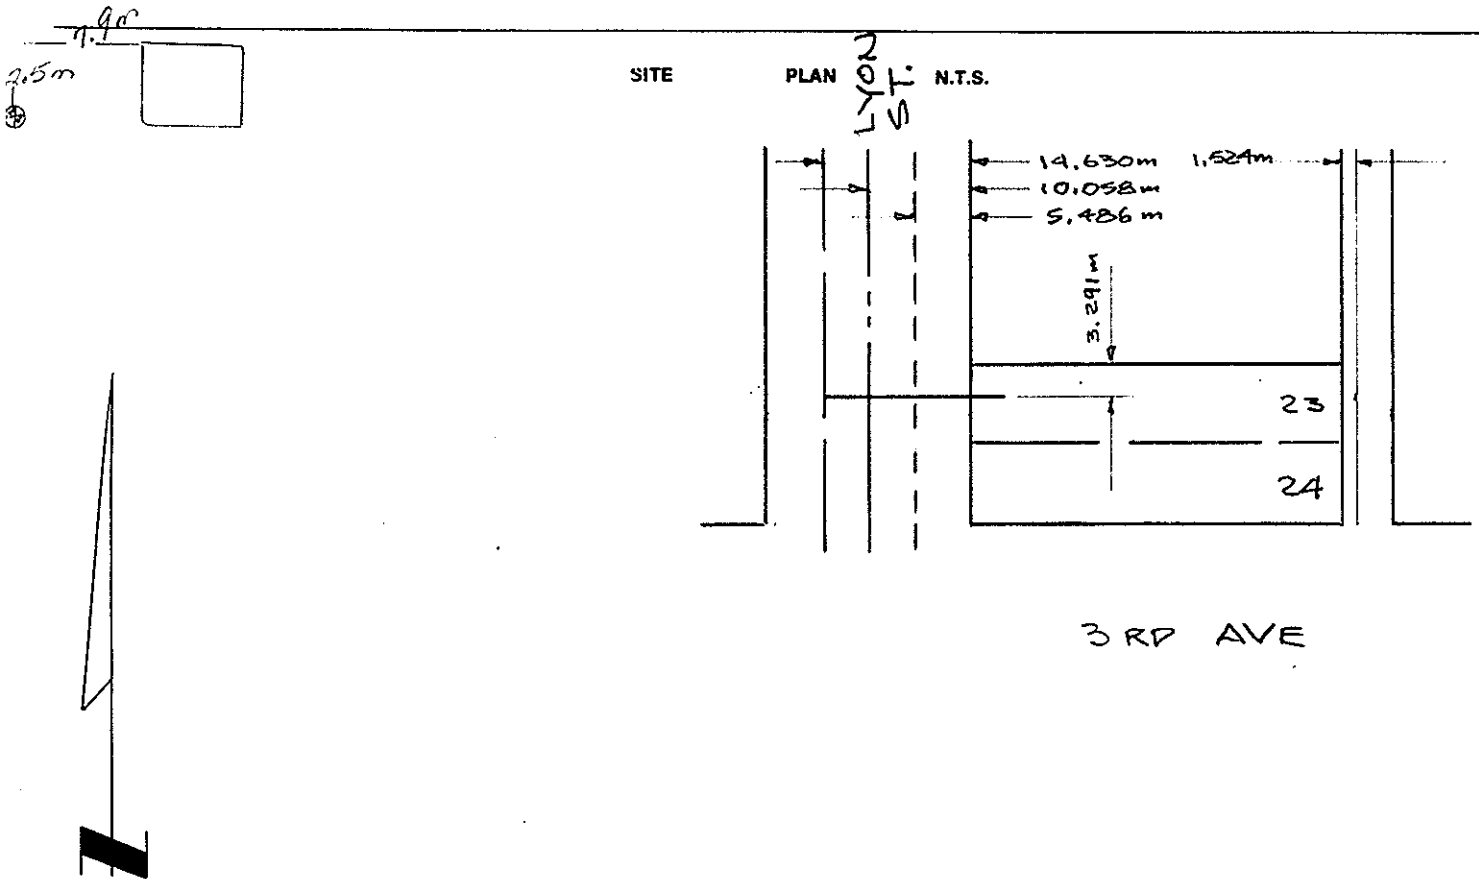 7.9m
2.5m
SITE PLAN N.T.S.
LYON ST.
14.630m 1.524m
10.058m
5.486m
3.291m
23
24
3RD AVE
N